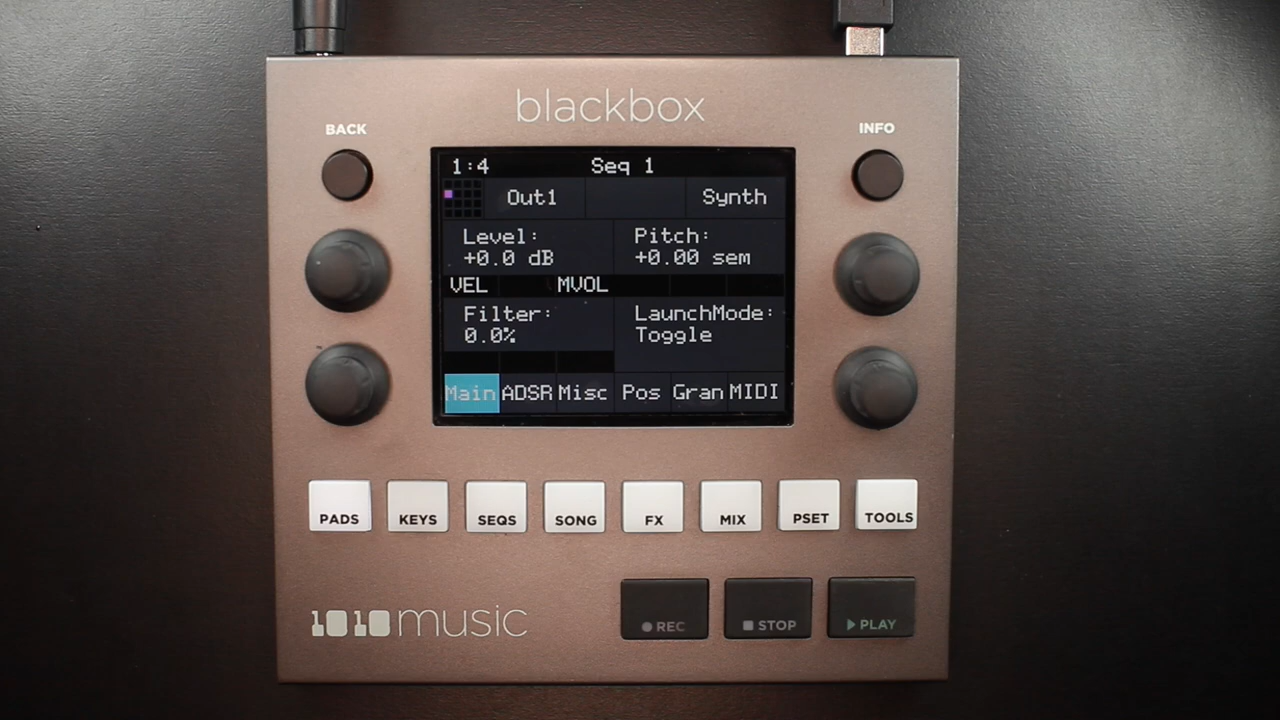 blackbox
BACK
INFO
1:4 Seq 1
Out1 Synth
Level: Pitch:
+0.0 dB +0.00 sem
VEL MVOL
Filter: LaunchMode:
0.0% Toggle
Main ADSR Misc Pos Gran MIDI
PADS KEYS SEQS SONG FX MIX PSET TOOLS
1010music
REC STOP PLAY